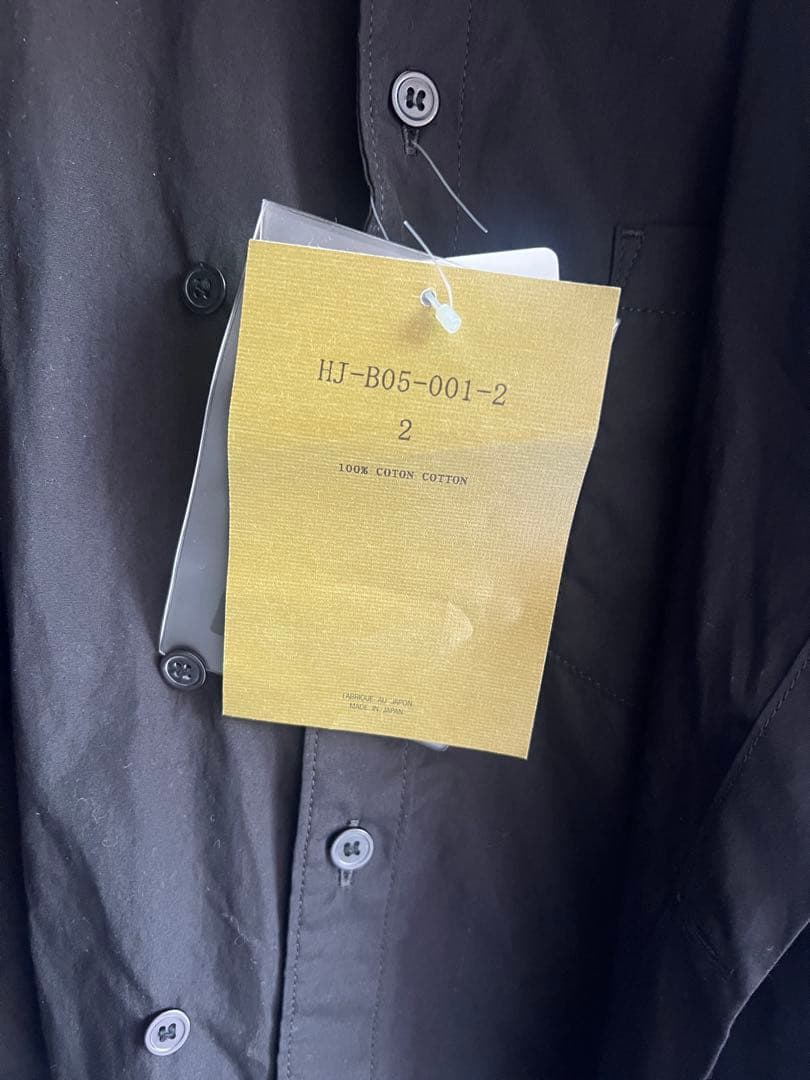 HJ-B05-001-2
2
100% COTON COTTON
FABRIQUE AU JAPON
MADE IN JAPAN